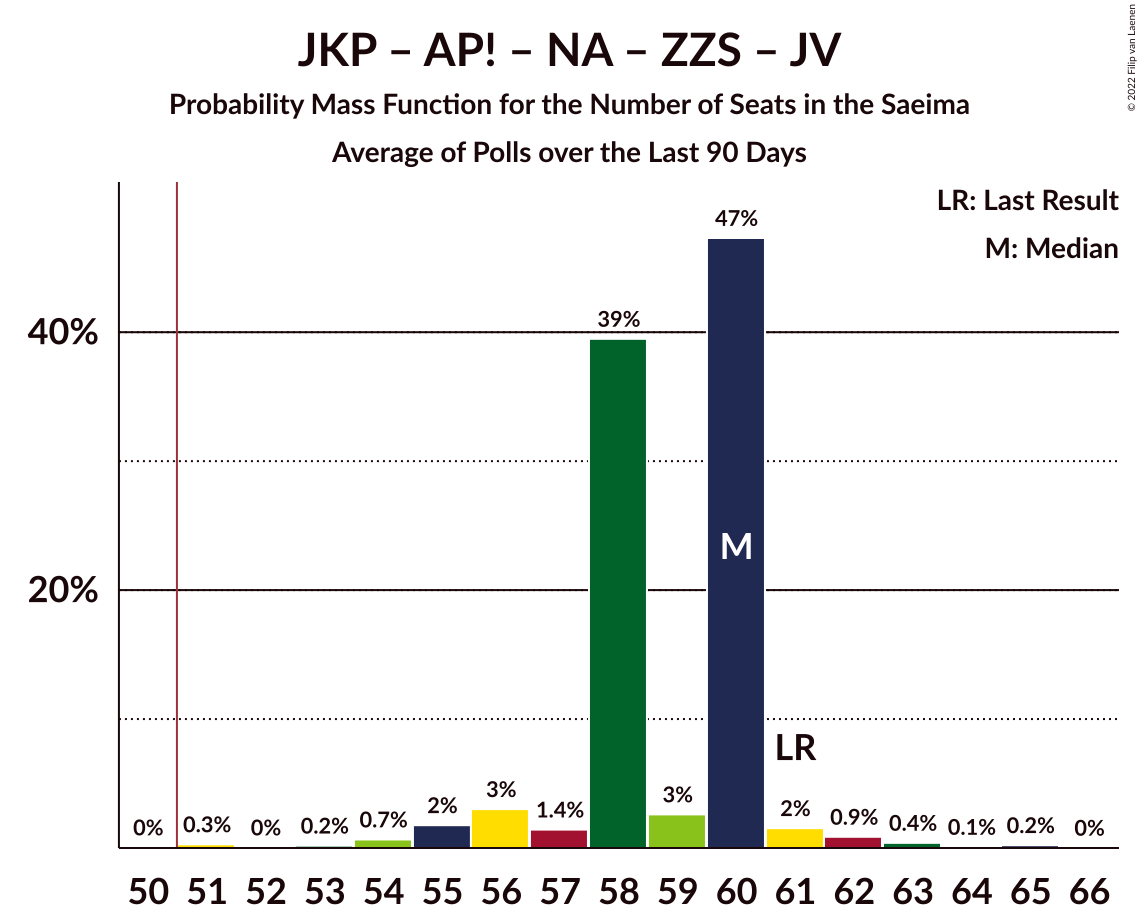 JKP – AP! – NA – ZZS – JV
Probability Mass Function for the Number of Seats in the Saeima
Average of Polls over the Last 90 Days
© 2022 Filip van Laenen
LR: Last Result
M: Median
40%
20%
0%
0.3%
0%
0.2%
0.7%
2%
3%
1.4%
39%
3%
47%
M
LR
2%
0.9%
0.4%
0.1%
0.2%
0%
50 51 52 53 54 55 56 57 58 59 60 61 62 63 64 65 66